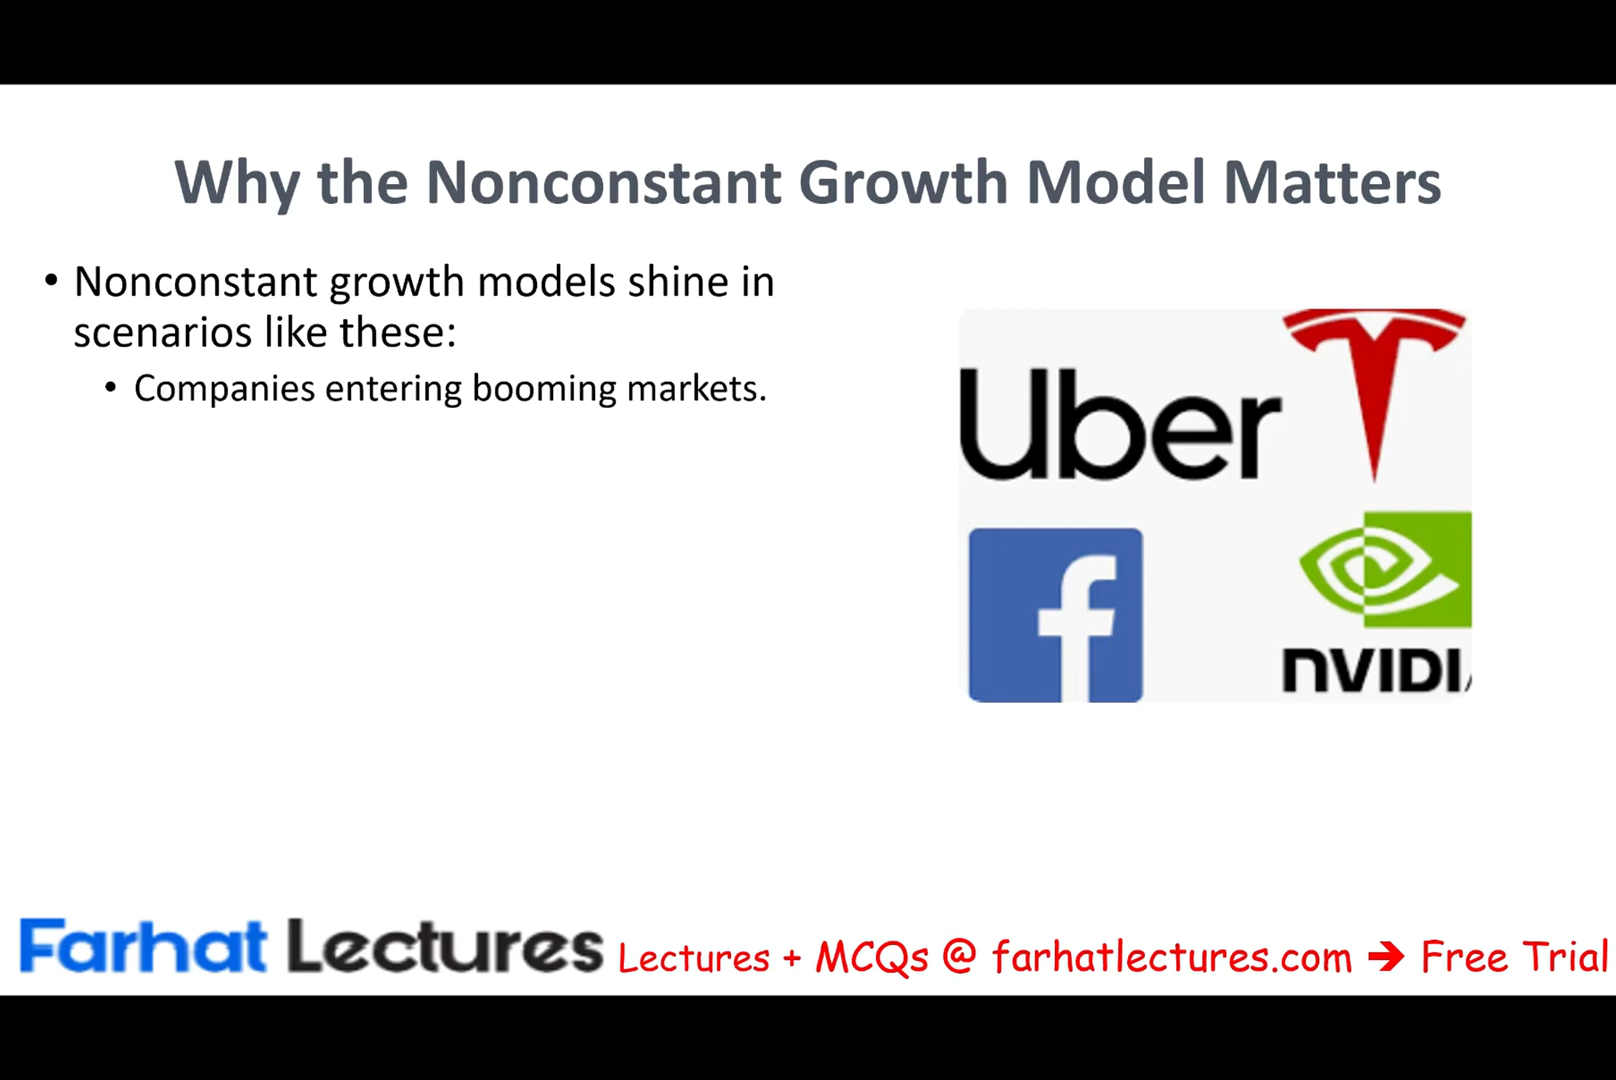 Why the Nonconstant Growth Model Matters
• Nonconstant growth models shine in
scenarios like these:
• Companies entering booming markets.
Uber
f
nVIDI
Farhat Lectures Lectures + MCQs @ farhatlectures.com ➔ Free Trial